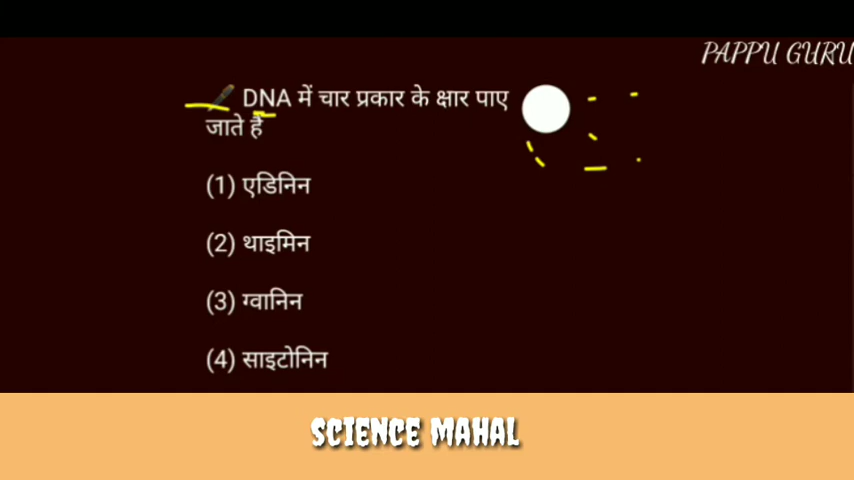 PAPPU GURU
DNA में चार प्रकार के क्षार पाए
जाते है
(1) एडिनिन
(2) थाइमिन
(3) ग्वानिन
(4) साइटोनिन
SCIENCE MAHAL